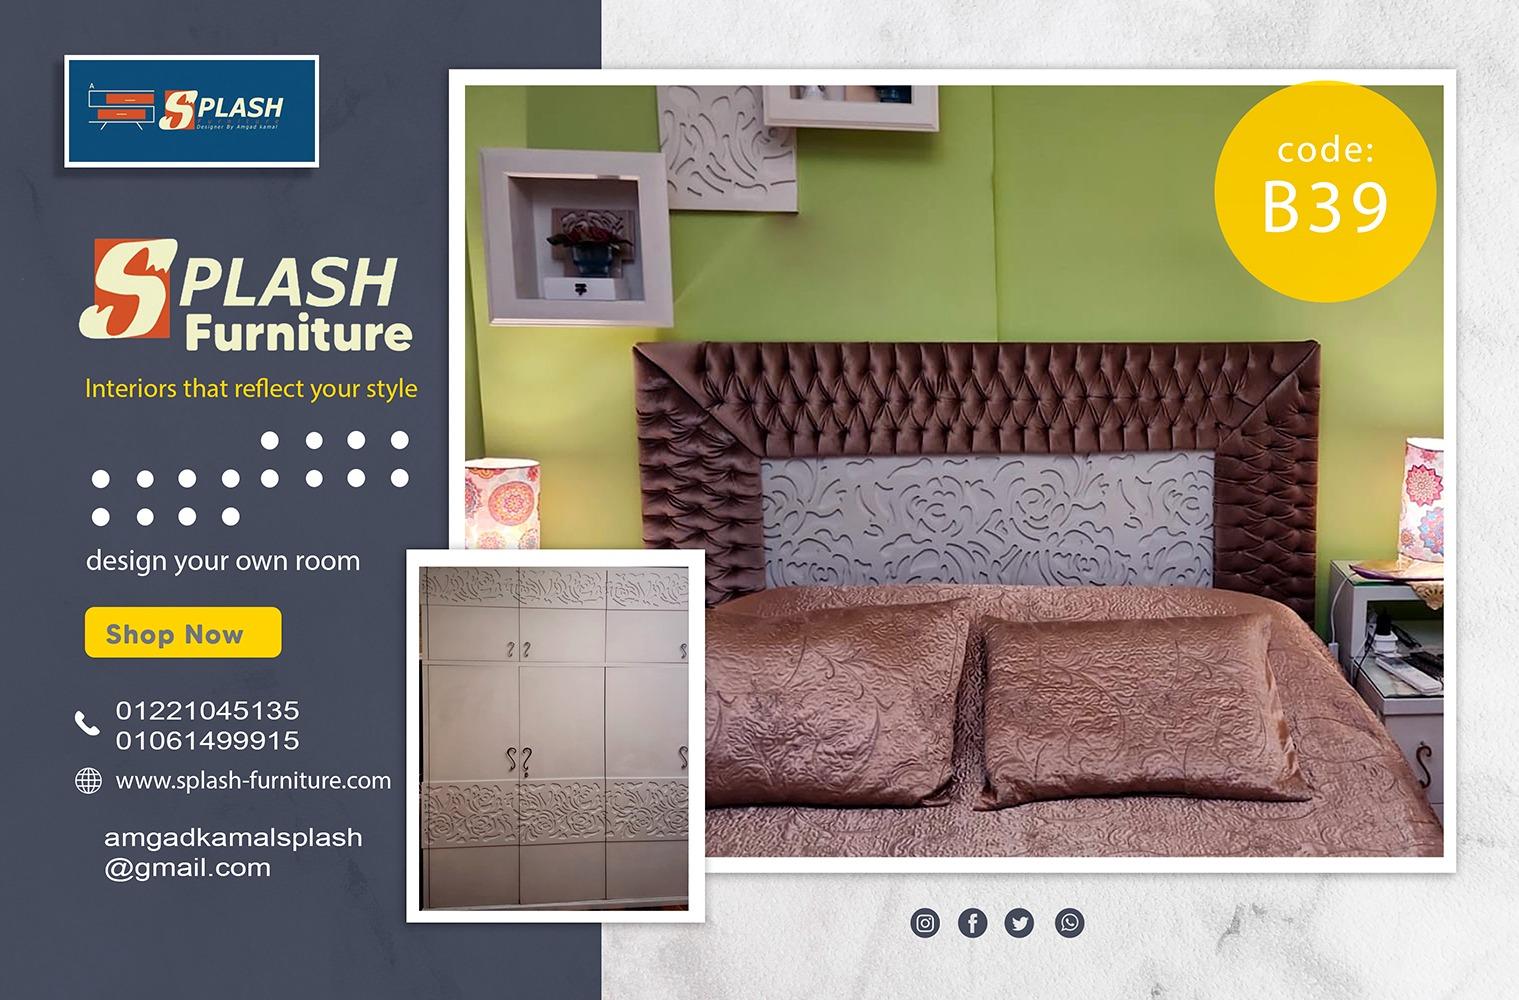 A
SPLASH
Furniture
Designer By Amgad kamal
SPLASH
Furniture
Interiors that reflect your style
design your own room
Shop Now
01221045135
01061499915
www.splash-furniture.com
amgadkamalsplash
@gmail.com
code:
B39